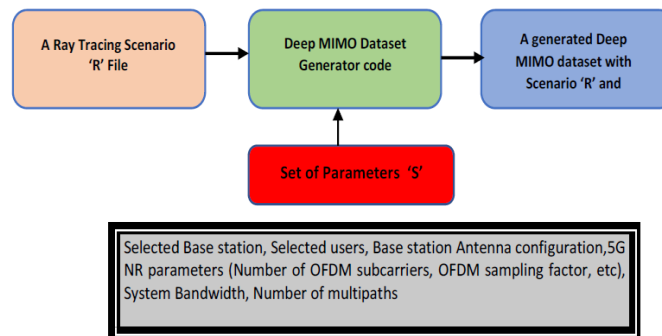 A Ray Tracing Scenario
‘R’ File
Deep MIMO Dataset
Generator code
A generated Deep
MIMO dataset with
Scenario ‘R’ and
Set of Parameters ‘S’
Selected Base station, Selected users, Base station Antenna configuration,5G
NR parameters (Number of OFDM subcarriers, OFDM sampling factor, etc),
System Bandwidth, Number of multipaths